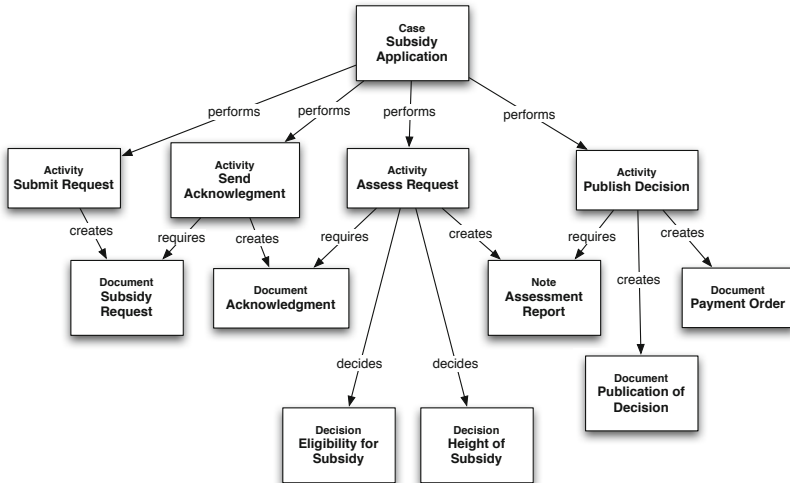 Case
Subsidy
Application
performs
performs
performs
performs
Activity
Submit Request
Activity
Send
Acknowlegment
Activity
Assess Request
Activity
Publish Decision
creates
requires
creates
requires
creates
requires
creates
creates
Document
Subsidy
Request
Document
Acknowledgment
Note
Assessment
Report
Document
Payment Order
decides
decides
Document
Publication of
Decision
Decision
Eligibility for
Subsidy
Decision
Height of
Subsidy